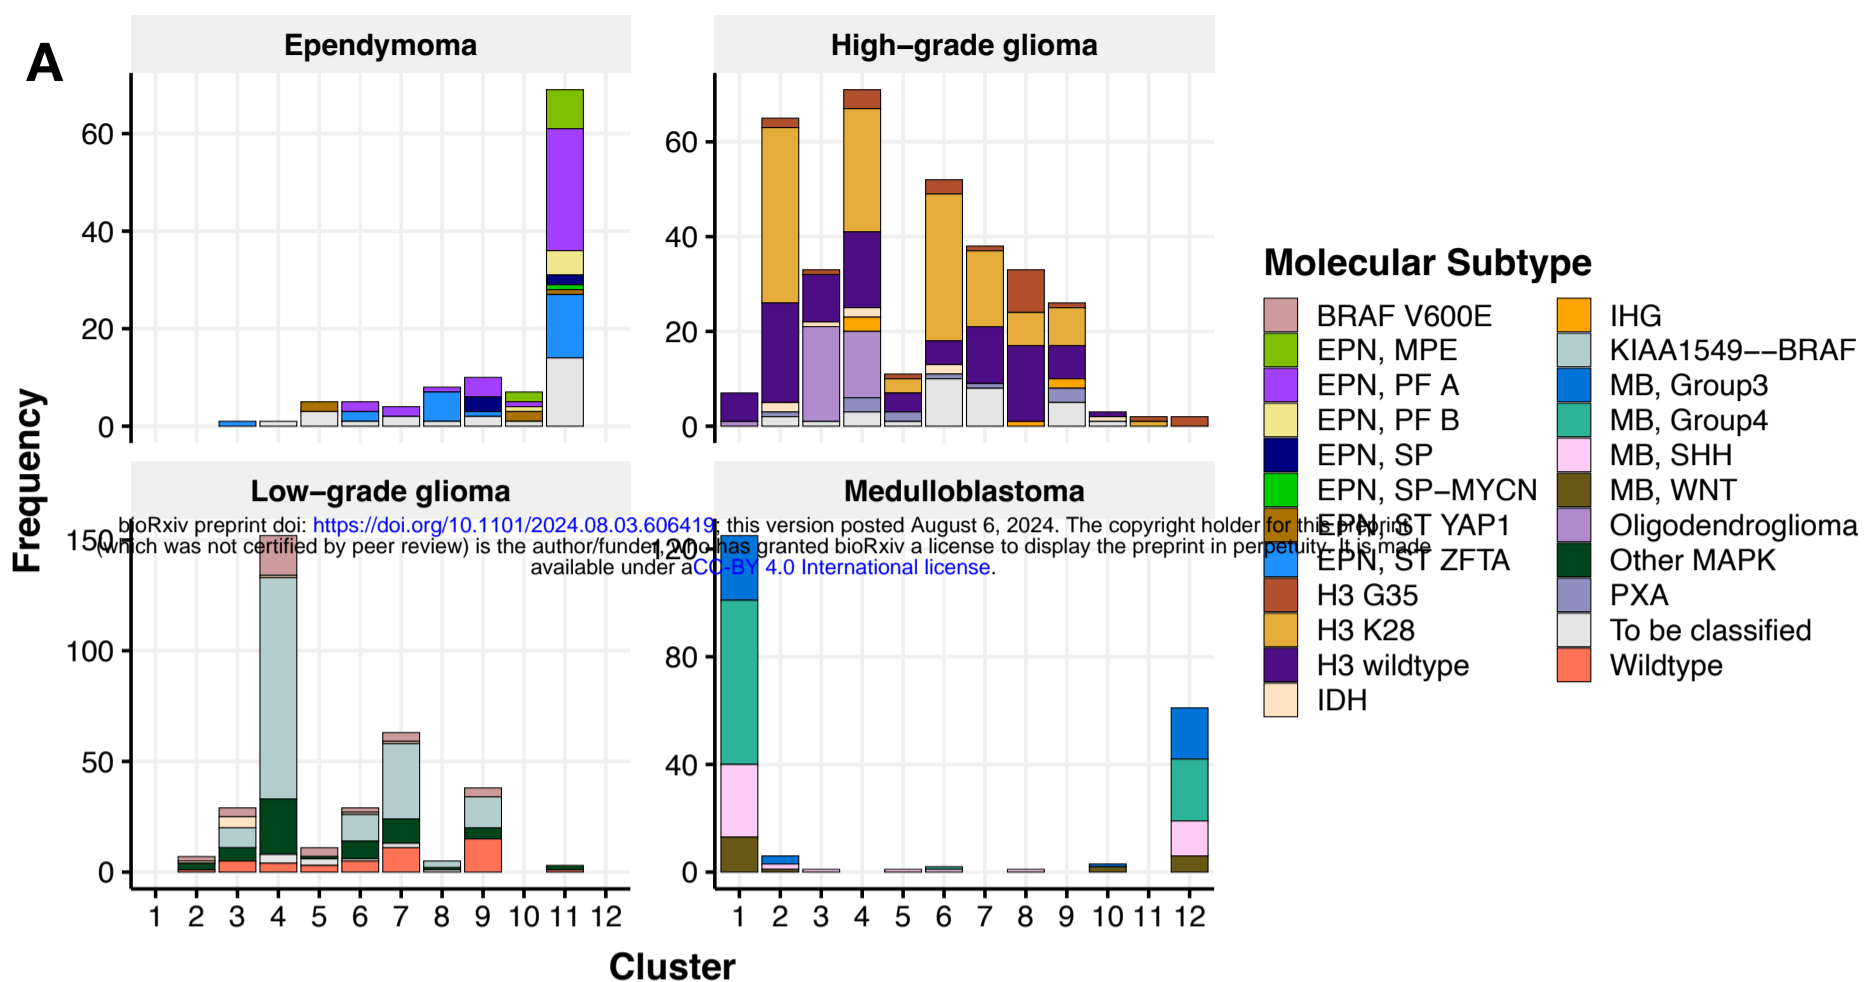 A
Ependymoma
High–grade glioma
60
40
20
0
60
40
20
0
Frequency
Low–grade glioma
Medulloblastoma
bioRxiv preprint doi: https://doi.org/10.1101/2024.08.03.606419; this version posted August 6, 2024. The copyright holder for this preprint
(which was not certified by peer review) is the author/funder, who has granted bioRxiv a license to display the preprint in perpetuity. It is made
available under aCC-BY 4.0 International license.
150
100
50
0
120
80
40
0
1 2 3 4 5 6 7 8 9 10 11 12
1 2 3 4 5 6 7 8 9 10 11 12
Cluster
Molecular Subtype
BRAF V600E
EPN, MPE
EPN, PF A
EPN, PF B
EPN, SP
EPN, SP–MYCN
EPN, ST YAP1
EPN, ST ZFTA
H3 G35
H3 K28
H3 wildtype
IDH
IHG
KIAA1549––BRAF
MB, Group3
MB, Group4
MB, SHH
MB, WNT
Oligodendroglioma
Other MAPK
PXA
To be classified
Wildtype